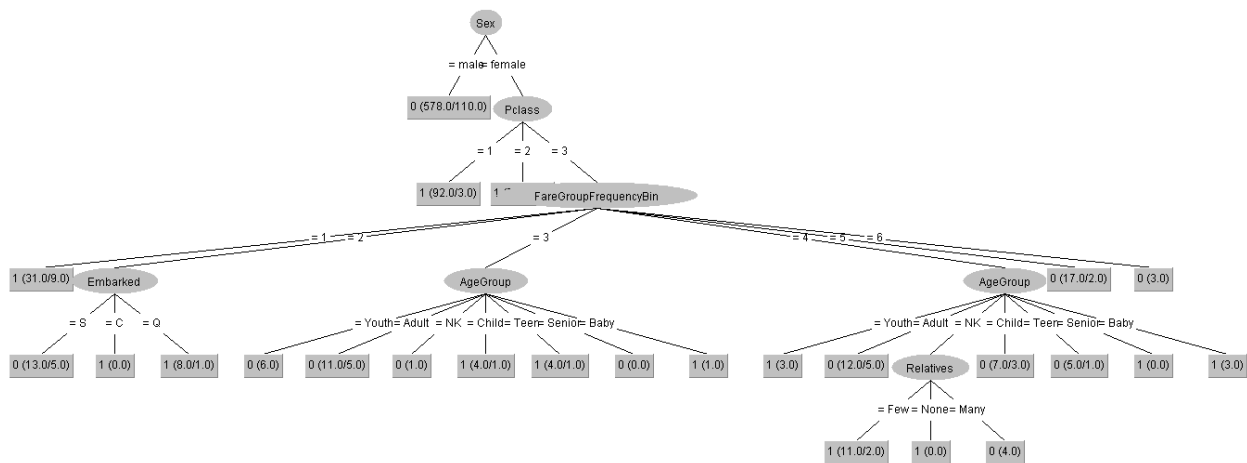 Sex
= male = female
0 (578.0/110.0) Pclass
= 1 = 2 = 3
1 (92.0/3.0) 1 FareGroupFrequencyBin
= 1 = 2 = 3 = 4 = 5 = 6
1 (31.0/9.0) Embarked AgeGroup AgeGroup 0 (17.0/2.0) 0 (3.0)
= S = C = Q = Youth = Adult = NK = Child = Teen = Senior = Baby = Youth = Adult = NK = Child = Teen = Senior = Baby
0 (13.0/5.0) 1 (0.0) 1 (8.0/1.0) 0 (6.0) 0 (11.0/5.0) 0 (1.0) 1 (4.0/1.0) 1 (4.0/1.0) 0 (0.0) 1 (1.0) 1 (3.0) 0 (12.0/5.0) Relatives 0 (7.0/3.0) 0 (5.0/1.0) 1 (0.0) 1 (3.0)
= Few = None = Many
1 (11.0/2.0) 1 (0.0) 0 (4.0)